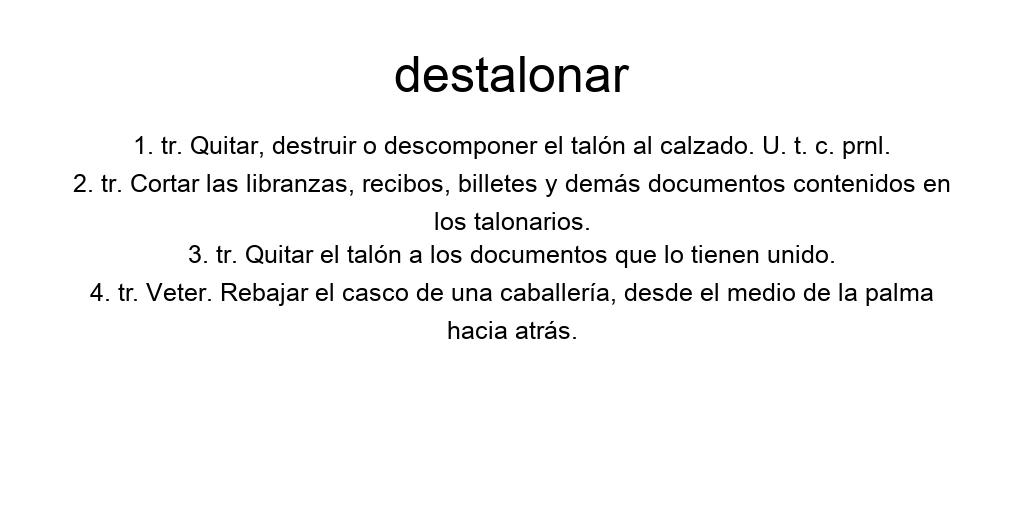 destalonar
1. tr. Quitar, destruir o descomponer el talón al calzado. U. t. c. prnl.
2. tr. Cortar las libranzas, recibos, billetes y demás documentos contenidos en
los talonarios.
3. tr. Quitar el talón a los documentos que lo tienen unido.
4. tr. Veter. Rebajar el casco de una caballería, desde el medio de la palma
hacia atrás.